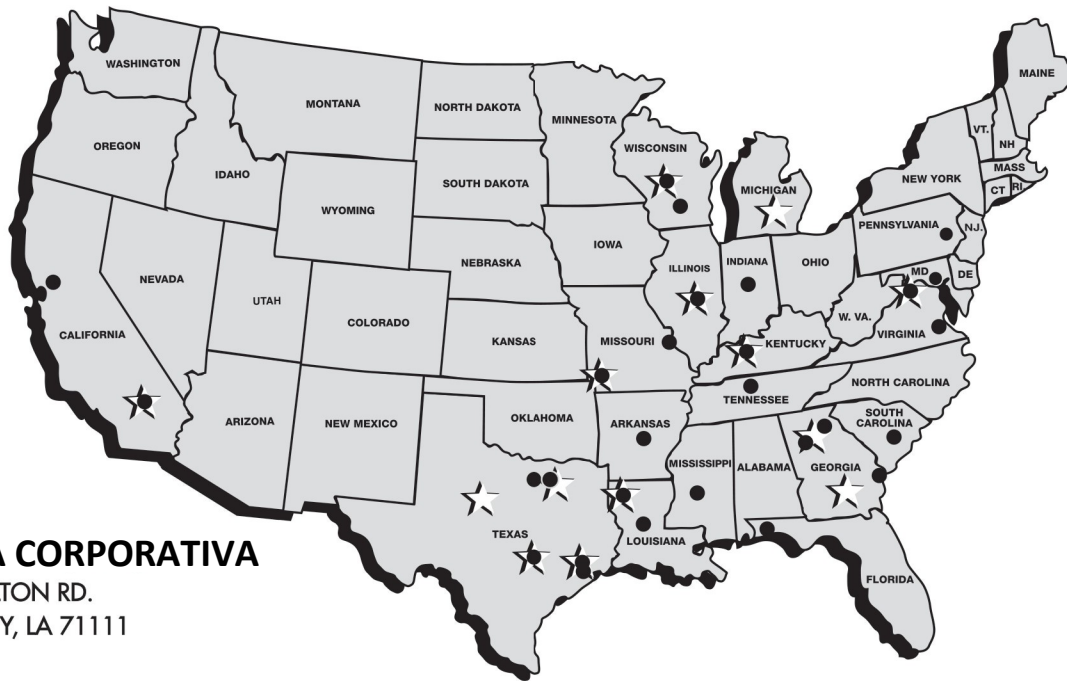 WASHINGTON
MAINE
MONTANA
NORTH DAKOTA
MINNESOTA
VT.
OREGON
NH
WISCONSIN
MASS
IDAHO
SOUTH DAKOTA
MICHIGAN
NEW YORK
CT
RI.
WYOMING
PENNSYLVANIA
N.J.
IOWA
NEBRASKA
ILLINOIS
INDIANA
OHIO
MD
DE
NEVADA
UTAH
W. VA.
COLORADO
CALIFORNIA
KANSAS
MISSOURI
KENTUCKY
VIRGINIA
NORTH CAROLINA
TENNESSEE
ARIZONA
NEW MEXICO
OKLAHOMA
ARKANSAS
SOUTH
CAROLINA
MISSISSIPPI
ALABAMA
GEORGIA
TEXAS
LOUISIANA
FLORIDA
A CORPORATIVA
TON RD.
Y, LA 71111